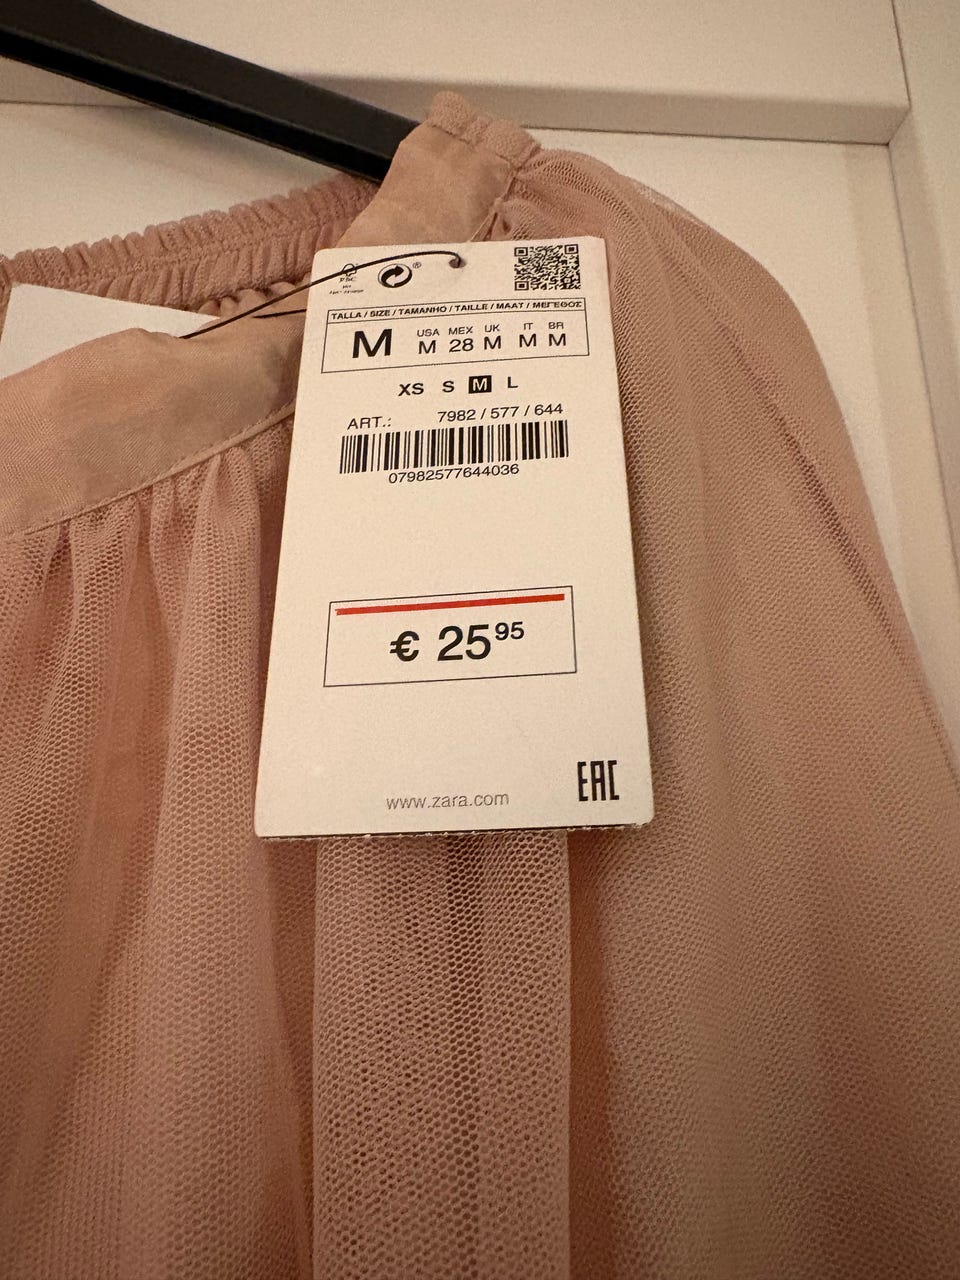 FSC
®
TALLA / SIZE / TAMANHO / TAILLE / MAAT / ΜΕΓΕΘΟΣ
USA MEX UK IT BR
M M 28 M M M
XS S M L
ART.: 7982 / 577 / 644
07982577644036
€ 25 95
EAC
www.zara.com